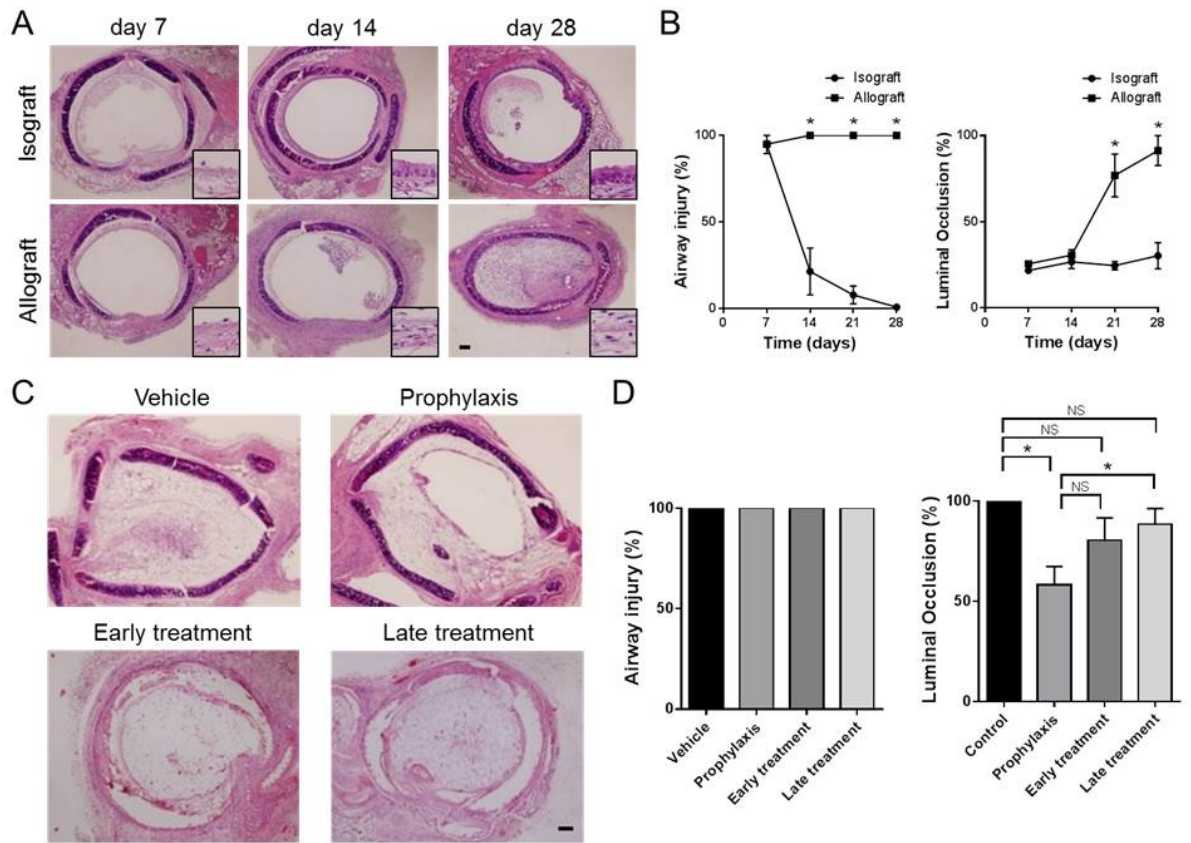 A
day 7
day 14
day 28
Isograft
Allograft
B
Isograft
Allograft
* * *
100
50
0
Airway injury (%)
0 7 14 21 28
Time (days)
Isograft
Allograft
*
*
100
50
0
Luminal Occlusion (%)
0 7 14 21 28
Time (days)
C
Vehicle
Prophylaxis
Early treatment
Late treatment
D
100
50
0
Airway injury (%)
Vehicle
Prophylaxis
Early treatment
Late treatment
NS
NS
*
*
NS
100
50
0
Luminal Occlusion (%)
Control
Prophylaxis
Early treatment
Late treatment